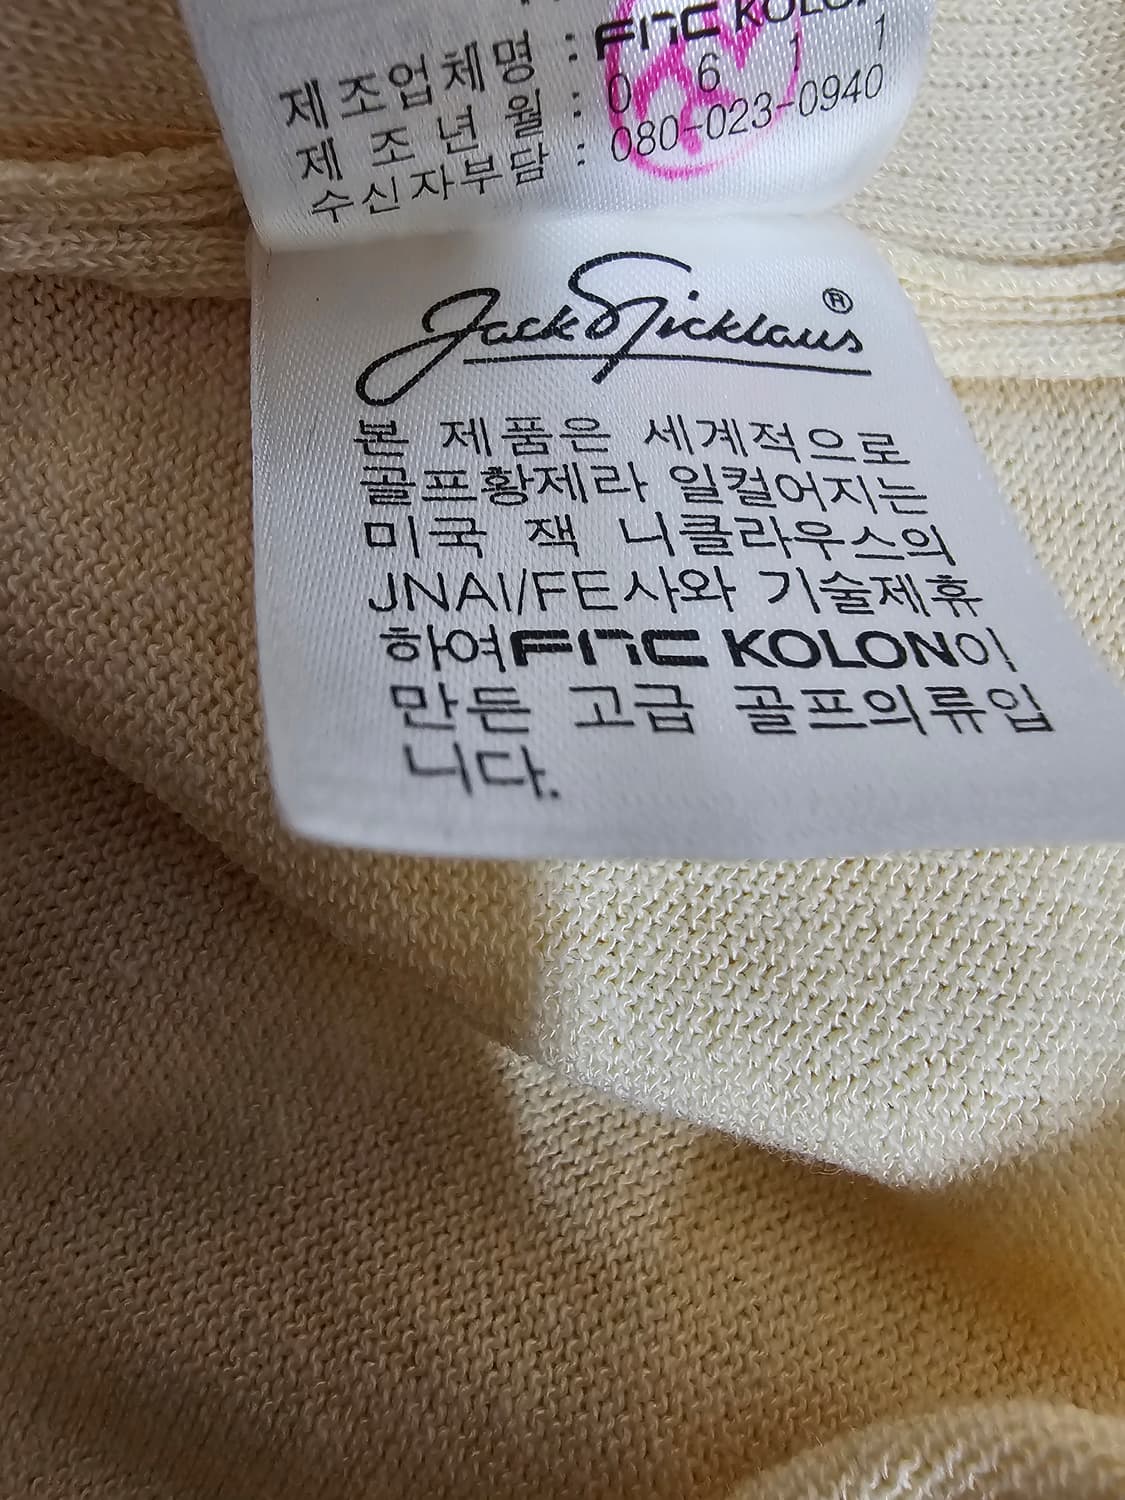 제조업체명 : FnC KOLON
제 조 년 월 : 0 6 1 1
수신자부담 : 080-023-0940
Jack Nicklaus ®
본 제품은 세계적으로
골프황제라 일컬어지는
미국 잭 니클라우스의
JNAI/FE사와 기술제휴
하여FnC KOLON이
만든 고급 골프의류입
니다.